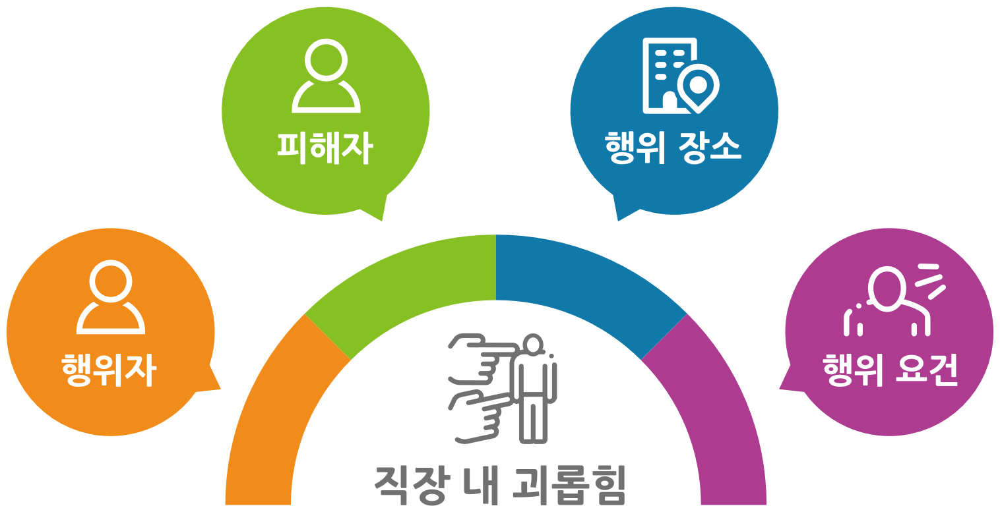 피해자
행위 장소
행위자
행위 요건
직장 내 괴롭힘